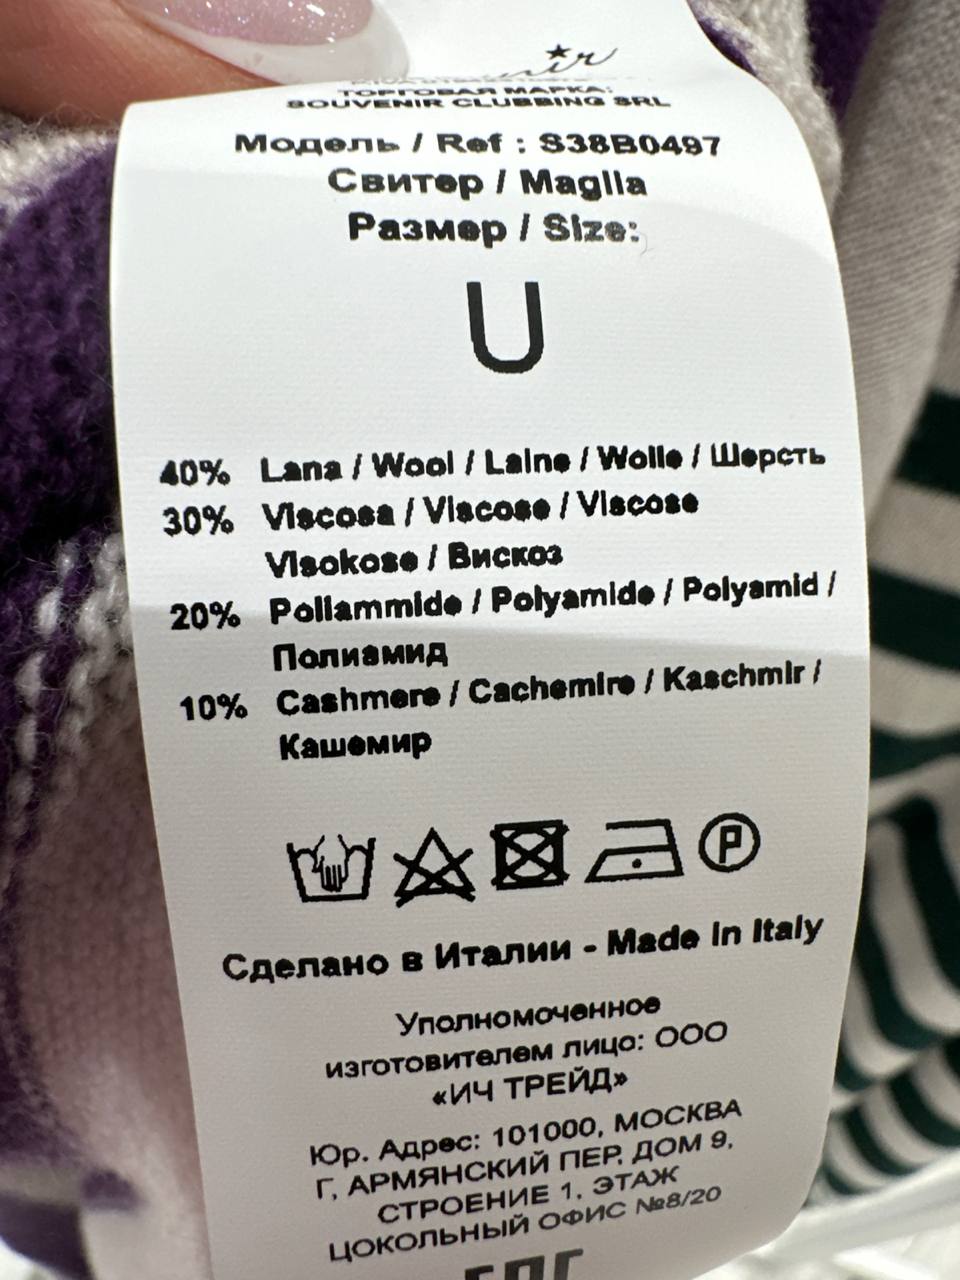 ТОРГОВАЯ МАРКА:
SOUVENIR CLUBBING SRL
Модель / Ref : S38B0497
Свитер / Maglia
Размер / Size:
U
40% Lana / Wool / Laine / Wolle / Шерсть
30% Viscosa / Viscose / Viscose
Visokose / Вискоз
20% Poliammide / Polyamide / Polyamid /
Полиамид
10% Cashmere / Cachemire / Kaschmir /
Кашемир
P
Сделано в Италии - Made in Italy
Уполномоченное
изготовителем лицо: ООО
«ИЧ ТРЕЙД»
Юр. Адрес: 101000, МОСКВА
Г, АРМЯНСКИЙ ПЕР, ДОМ 9,
СТРОЕНИЕ 1, ЭТАЖ
ЦОКОЛЬНЫЙ ОФИС №8/20